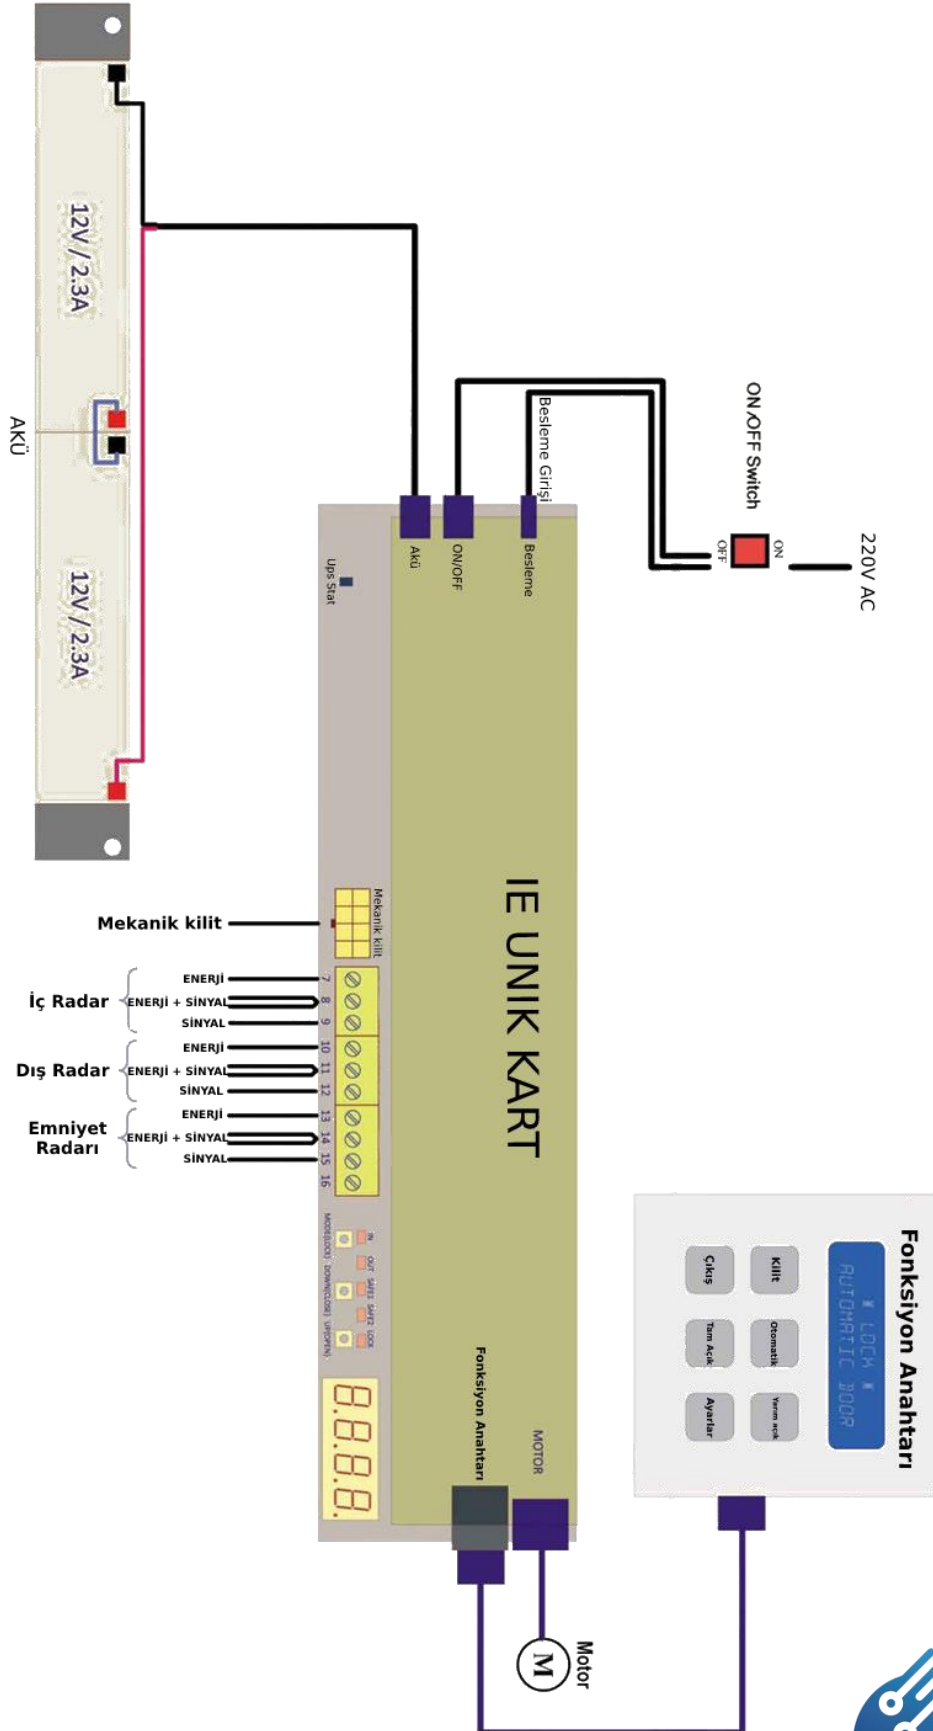 12V / 2.3A
12V / 2.3A
AKÜ
220V AC
ON/OFF Switch
ON
OFF
Besleme Girişi
Akü
ON/OFF
Besleme
Ups Stat
IE UNIK KART
Mekanik kilit
Mekanik kilit
İç Radar
ENERJİ
7
ENERJİ + SİNYAL
8
SİNYAL
9
Dış Radar
ENERJİ
10
ENERJİ + SİNYAL
11
SİNYAL
12
Emniyet
Radarı
ENERJİ
13
ENERJİ + SİNYAL
14
SİNYAL
15
16
IN OUT SAFE1 SAFE2 LOCK
MODE(LOCK) DOWN(CLOSE) UP(OPEN)
8.8.8.8.
Fonksiyon Anahtarı
MOTOR
Motor
M
Fonksiyon Anahtarı
* LOCK *
AUTOMATIC DOOR
Kilit
Otomatik
Yarım açık
Çıkış
Tam Açık
Ayarlar